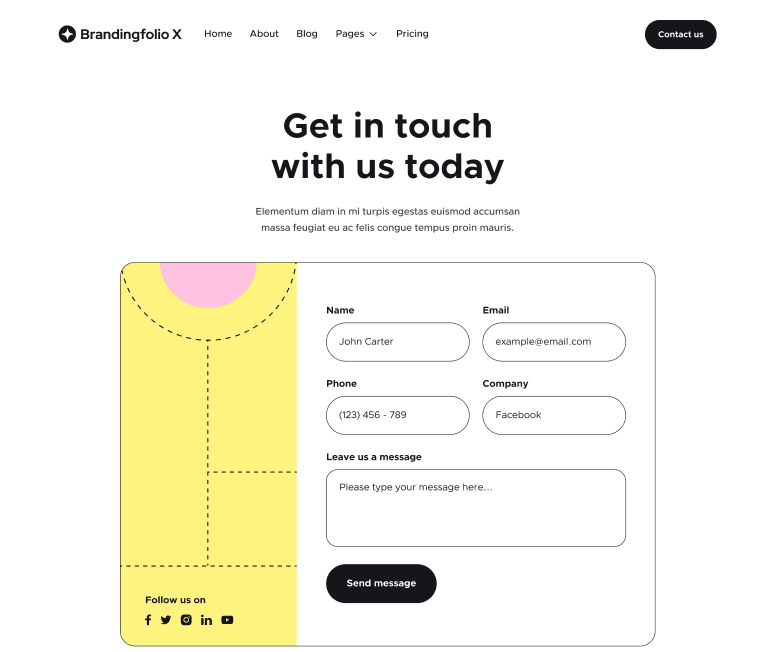 Brandingfolio X
Home
About
Blog
Pages
Pricing
Contact us
Get in touch
with us today
Elementum diam in mi turpis egestas euismod accumsan
massa feugiat eu ac felis congue tempus proin mauris.
Name
Email
John Carter
example@email.com
Phone
Company
(123) 456 - 789
Facebook
Leave us a message
Please type your message here...
Send message
Follow us on